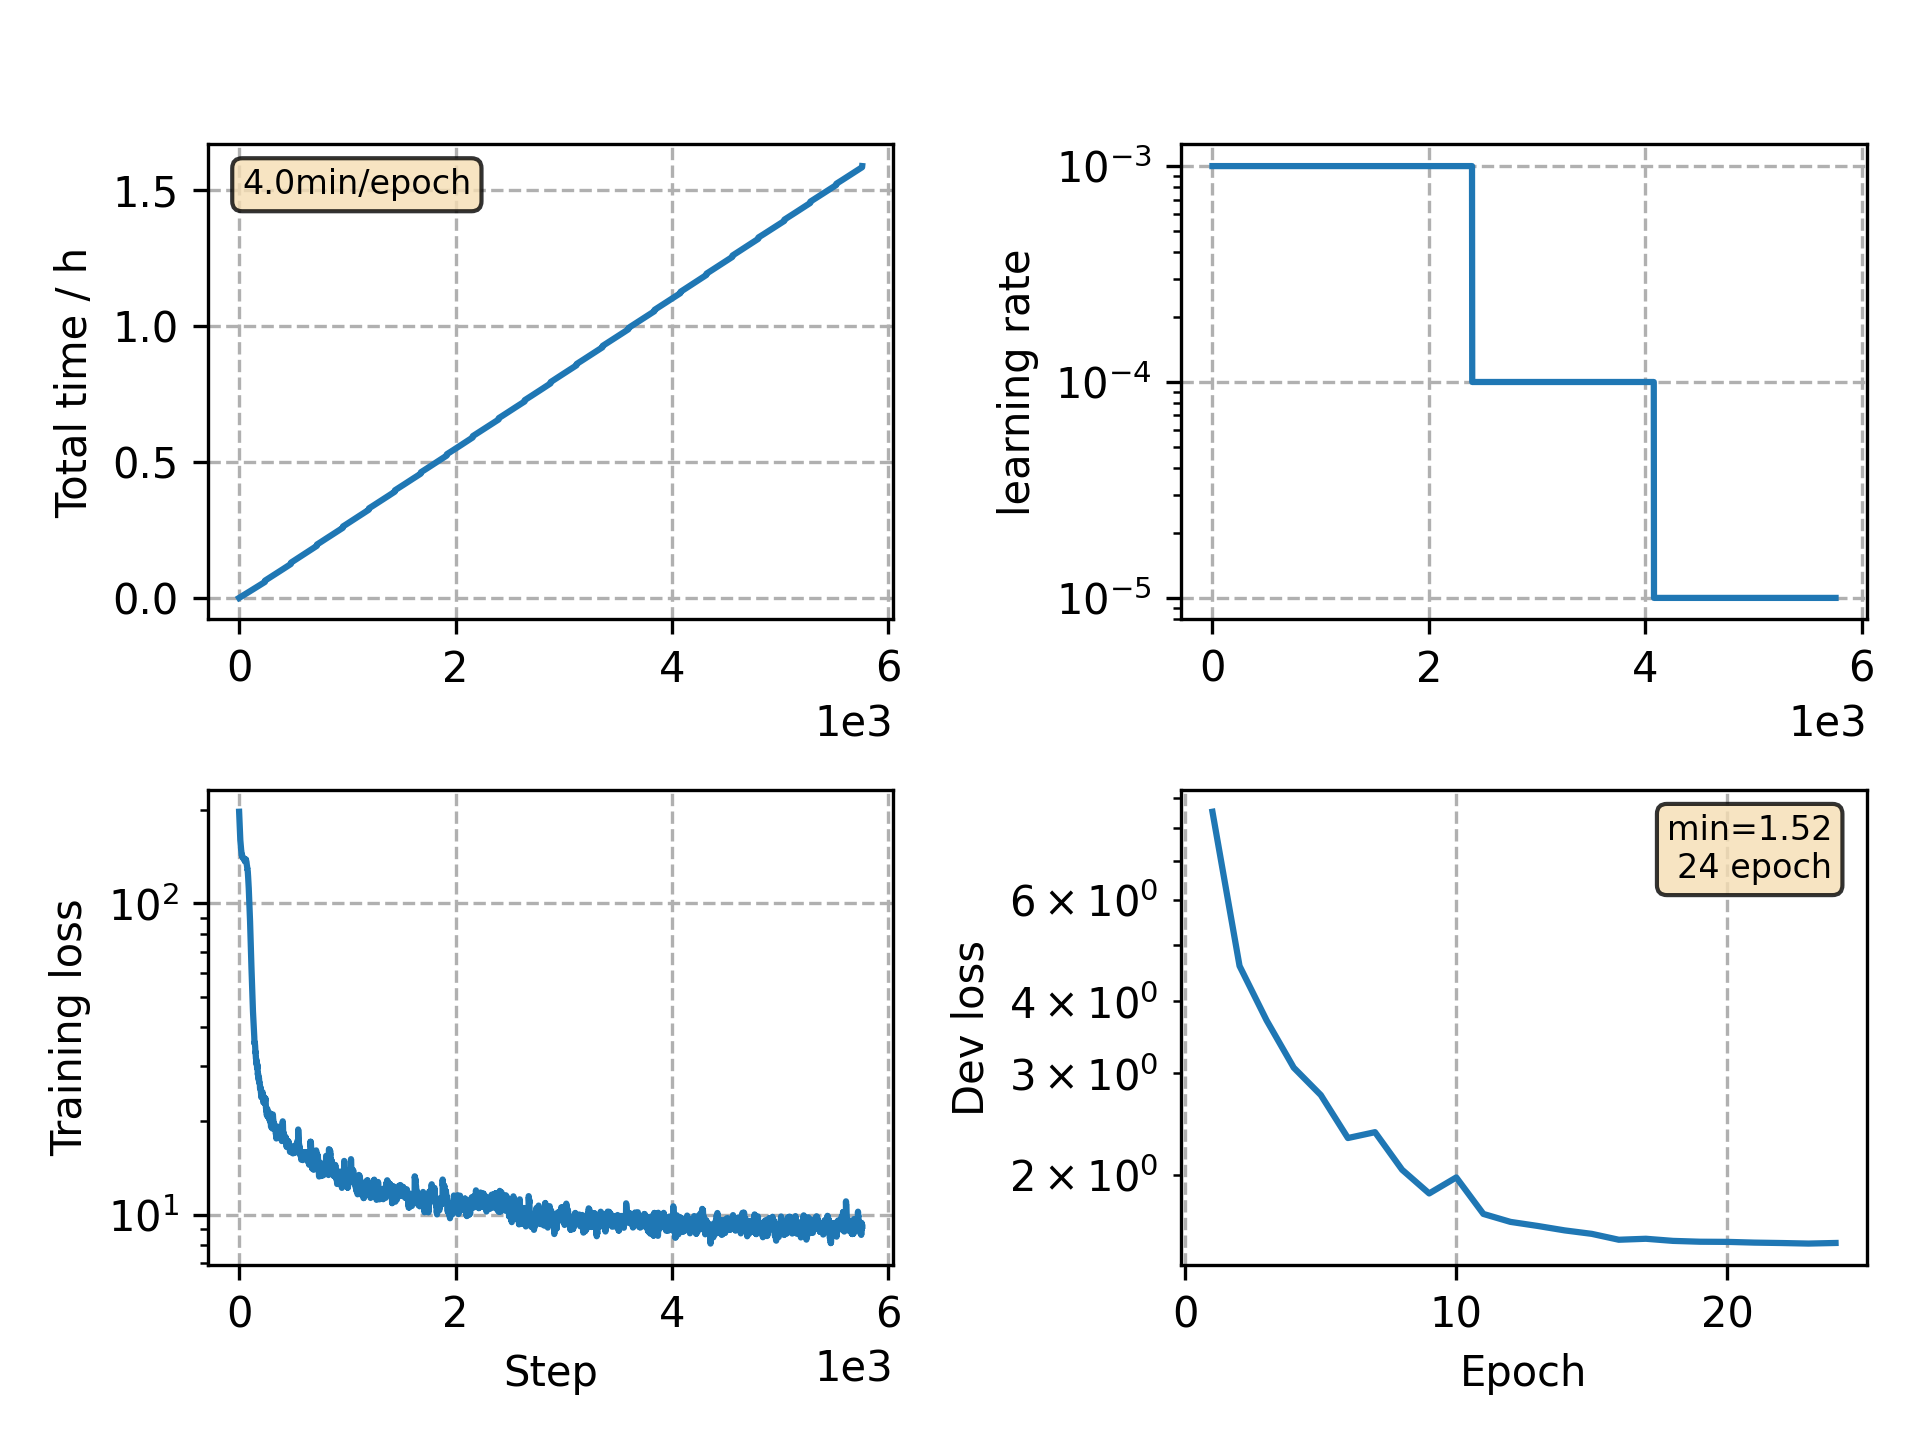 4.0min/epoch
Total time / h
1.5
1.0
0.5
0.0
0 2 4 6
1e3
learning rate
10⁻³
10⁻⁴
10⁻⁵
0 2 4 6
1e3
Training loss
10²
10¹
0 2 4 6
Step
1e3
min=1.52
24 epoch
Dev loss
6 × 10⁰
4 × 10⁰
3 × 10⁰
2 × 10⁰
0 10 20
Epoch